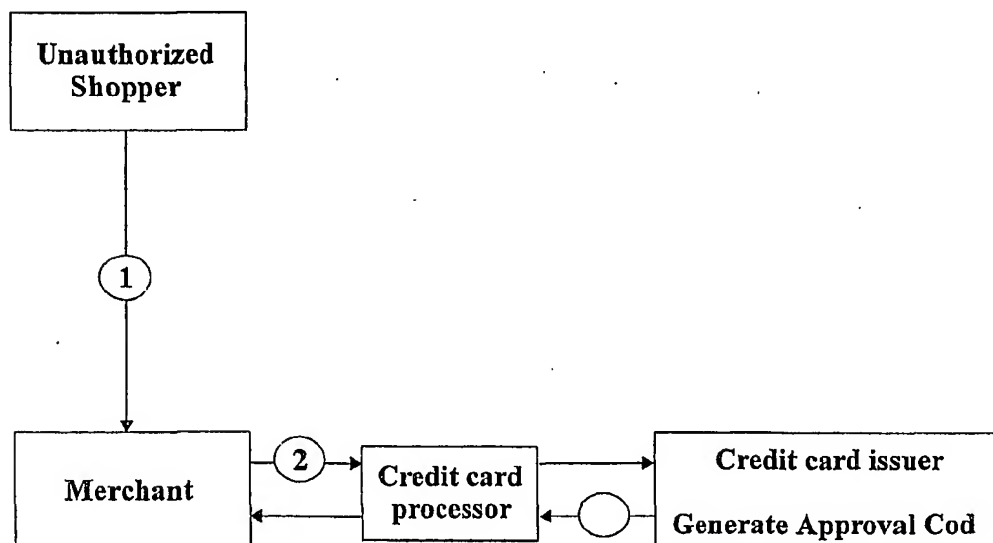 Unauthorized
Shopper
1
Merchant
2
Credit card
processor
Credit card issuer
Generate Approval Cod